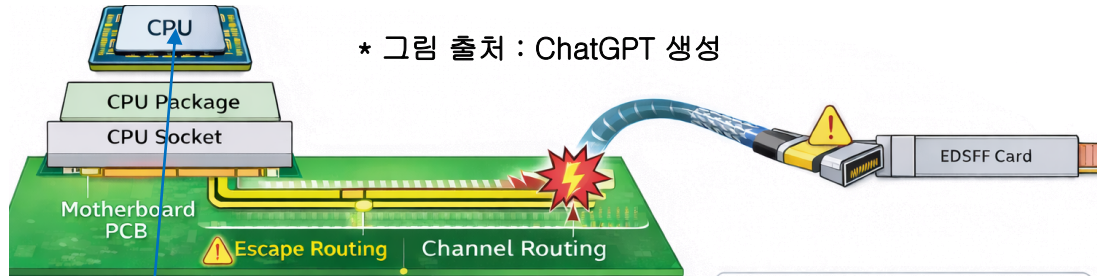 CPU
* 그림 출처 : ChatGPT 생성
CPU Package
CPU Socket
EDSFF Card
Motherboard
PCB
Escape Routing
Channel Routing